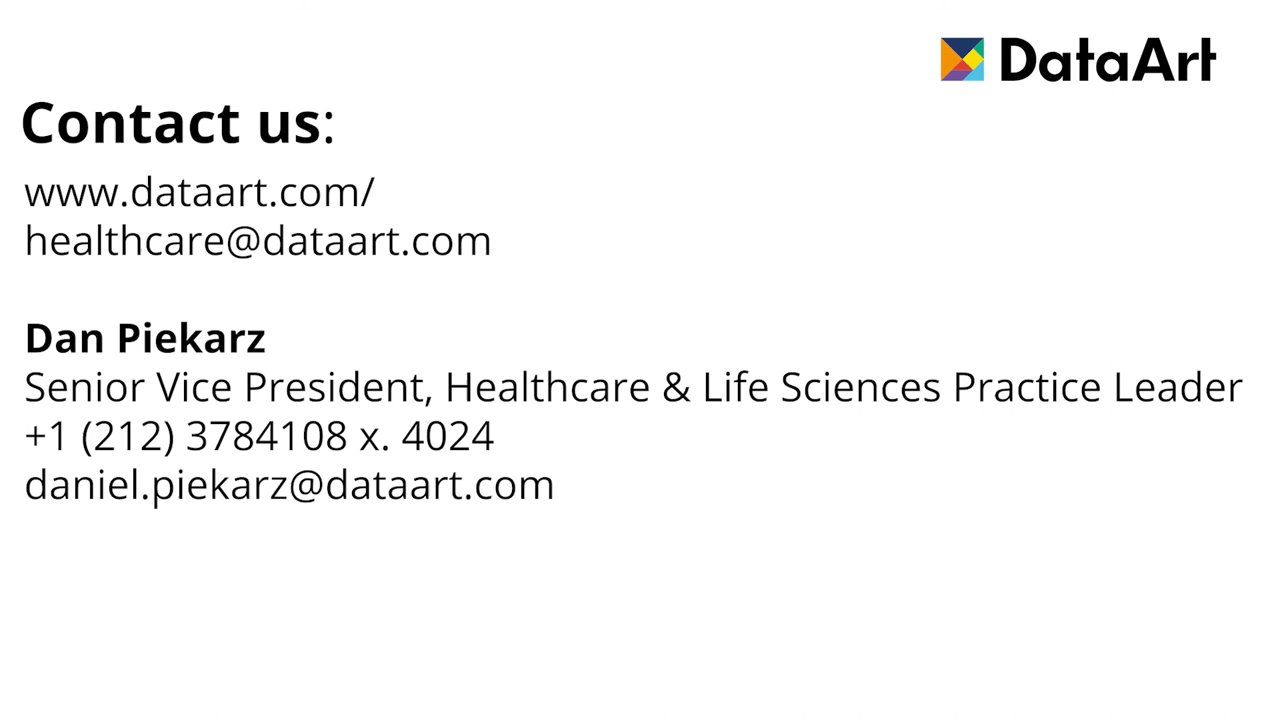 DataArt
Contact us:
www.dataart.com/
healthcare@dataart.com
Dan Piekarz
Senior Vice President, Healthcare & Life Sciences Practice Leader
+1 (212) 3784108 x. 4024
daniel.piekarz@dataart.com